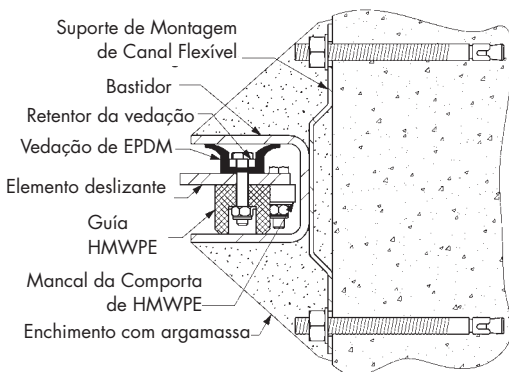 Suporte de Montagem
de Canal Flexível
Bastidor
Retentor da vedação
Vedação de EPDM
Elemento deslizante
Guía
HMWPE
Mancal da Comporta
de HMWPE
Enchimento com argamassa